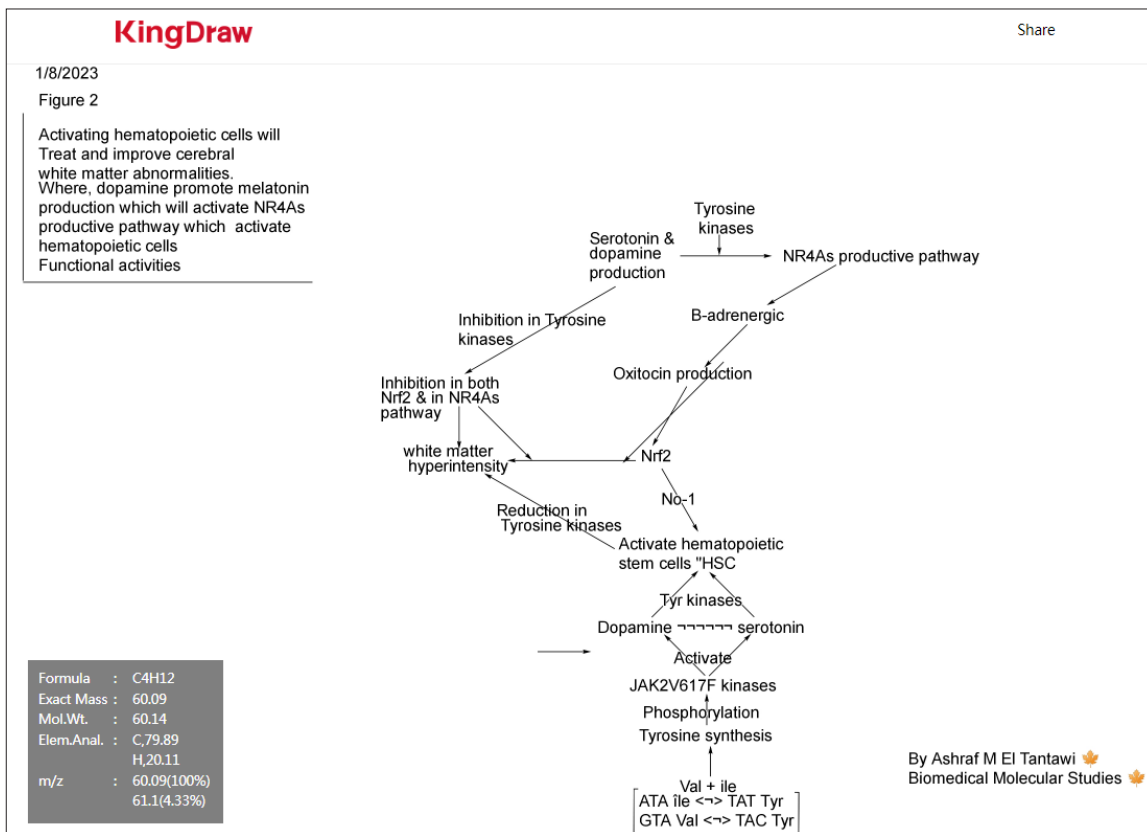 KingDraw
Share
1/8/2023
Figure 2
Activating hematopoietic cells will
Treat and improve cerebral
white matter abnormalities.
Where, dopamine promote melatonin
production which will activate NR4As
productive pathway which activate
hematopoietic cells
Functional activities
Tyrosine
kinases
Serotonin &
dopamine
production
NR4As productive pathway
B-adrenergic
Inhibition in Tyrosine
kinases
Oxitocin production
Inhibition in both
Nrf2 & in NR4As
pathway
white matter
hyperintensity
Nrf2
No-1
Reduction in
Tyrosine kinases
Activate hematopoietic
stem cells "HSC
Tyr kinases
Dopamine ¬¬¬¬¬¬ serotonin
Activate
JAK2V617F kinases
Phosphorylation
Tyrosine synthesis
Val + ile
ATA île <¬> TAT Tyr
GTA Val <¬> TAC Tyr
Formula : C4H12
Exact Mass : 60.09
Mol.Wt. : 60.14
Elem.Anal. : C,79.89
H,20.11
m/z : 60.09(100%)
61.1(4.33%)
By Ashraf M El Tantawi 🍁
Biomedical Molecular Studies 🍁